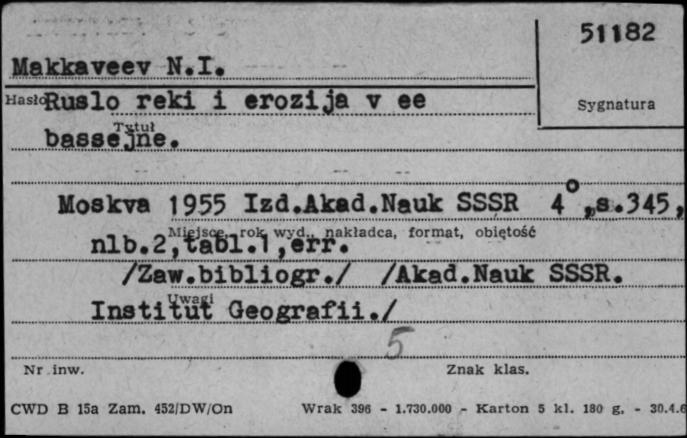 51182
Makkaveev N.I.
Hasło Ruslo reki i erozija v ee
Sygnatura
Tytuł
bassejne.
Moskva 1955 Izd.Akad.Nauk SSSR 4°,s.345,
Miejsce, rok, wyd., nakładca, format, objętość
nlb.2,tabl.1,err.
/Zaw.bibliogr./ /Akad.Nauk SSSR.
Uwagi
Institut Geografii./
5
Nr inw.
Znak klas.
CWD B 15a Zam. 452/DW/On Wrak 396 - 1.730.000 - Karton 5 kl. 180 g. - 30.4.6